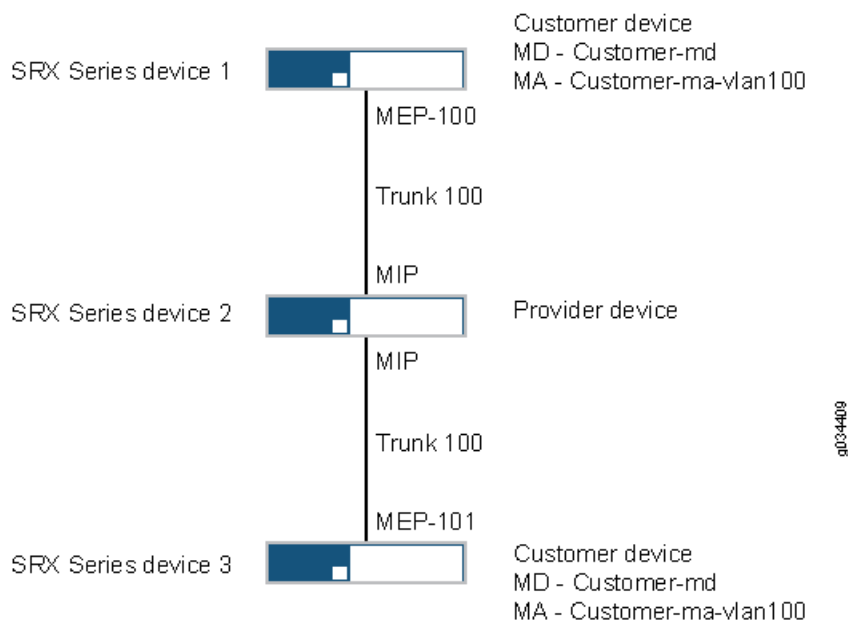 Customer device
MD - Customer-md
SRX Series device 1
MA - Customer-ma-vlan100
MEP-100
Trunk 100
MIP
SRX Series device 2
Provider device
MIP
g034409
Trunk 100
MEP-101
SRX Series device 3
Customer device
MD - Customer-md
MA - Customer-ma-vlan100